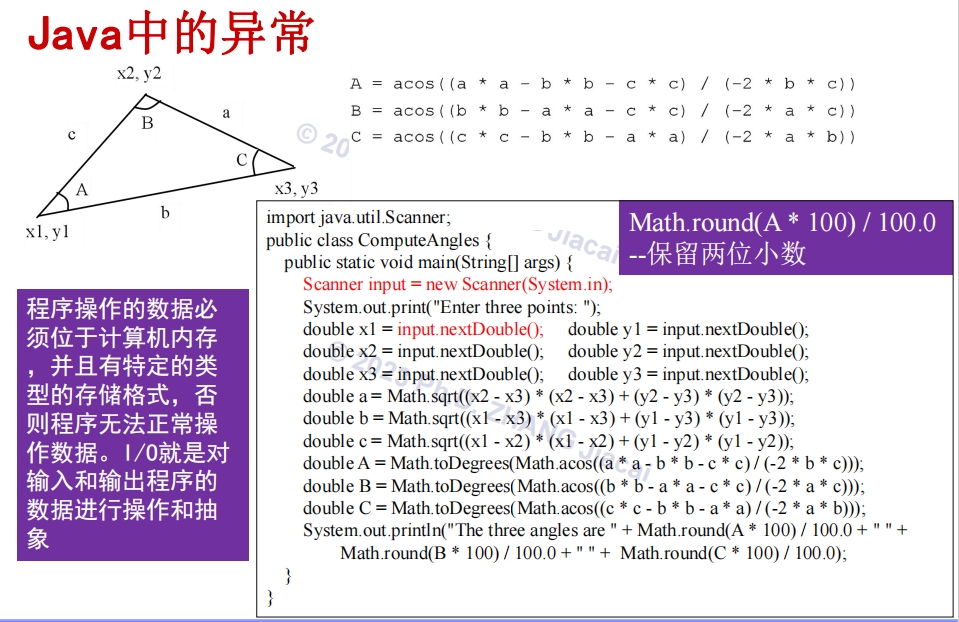 Java中的异常
x2, y2
a
B
c
C
A
x3, y3
b
x1, y1
A = acos((a * a - b * b - c * c) / (-2 * b * c))
B = acos((b * b - a * a - c * c) / (-2 * a * c))
C = acos((c * c - b * b - a * a) / (-2 * a * b))
© 20
Jiacai
© 2023 Ph.D. ZHANG Jiacai
Math.round(A * 100) / 100.0
--保留两位小数
程序操作的数据必
须位于计算机内存
，并且有特定的类
型的存储格式，否
则程序无法正常操
作数据。I/O就是对
输入和输出程序的
数据进行操作和抽
象
import java.util.Scanner;
public class ComputeAngles {
public static void main(String[] args) {
Scanner input = new Scanner(System.in);
System.out.print("Enter three points: ");
double x1 = input.nextDouble(); double y1 = input.nextDouble();
double x2 = input.nextDouble(); double y2 = input.nextDouble();
double x3 = input.nextDouble(); double y3 = input.nextDouble();
double a = Math.sqrt((x2 - x3) * (x2 - x3) + (y2 - y3) * (y2 - y3));
double b = Math.sqrt((x1 - x3) * (x1 - x3) + (y1 - y3) * (y1 - y3));
double c = Math.sqrt((x1 - x2) * (x1 - x2) + (y1 - y2) * (y1 - y2));
double A = Math.toDegrees(Math.acos((a * a - b * b - c * c) / (-2 * b * c)));
double B = Math.toDegrees(Math.acos((b * b - a * a - c * c) / (-2 * a * c)));
double C = Math.toDegrees(Math.acos((c * c - b * b - a * a) / (-2 * a * b)));
System.out.println("The three angles are " + Math.round(A * 100) / 100.0 + " " +
Math.round(B * 100) / 100.0 + " " + Math.round(C * 100) / 100.0);
}
}